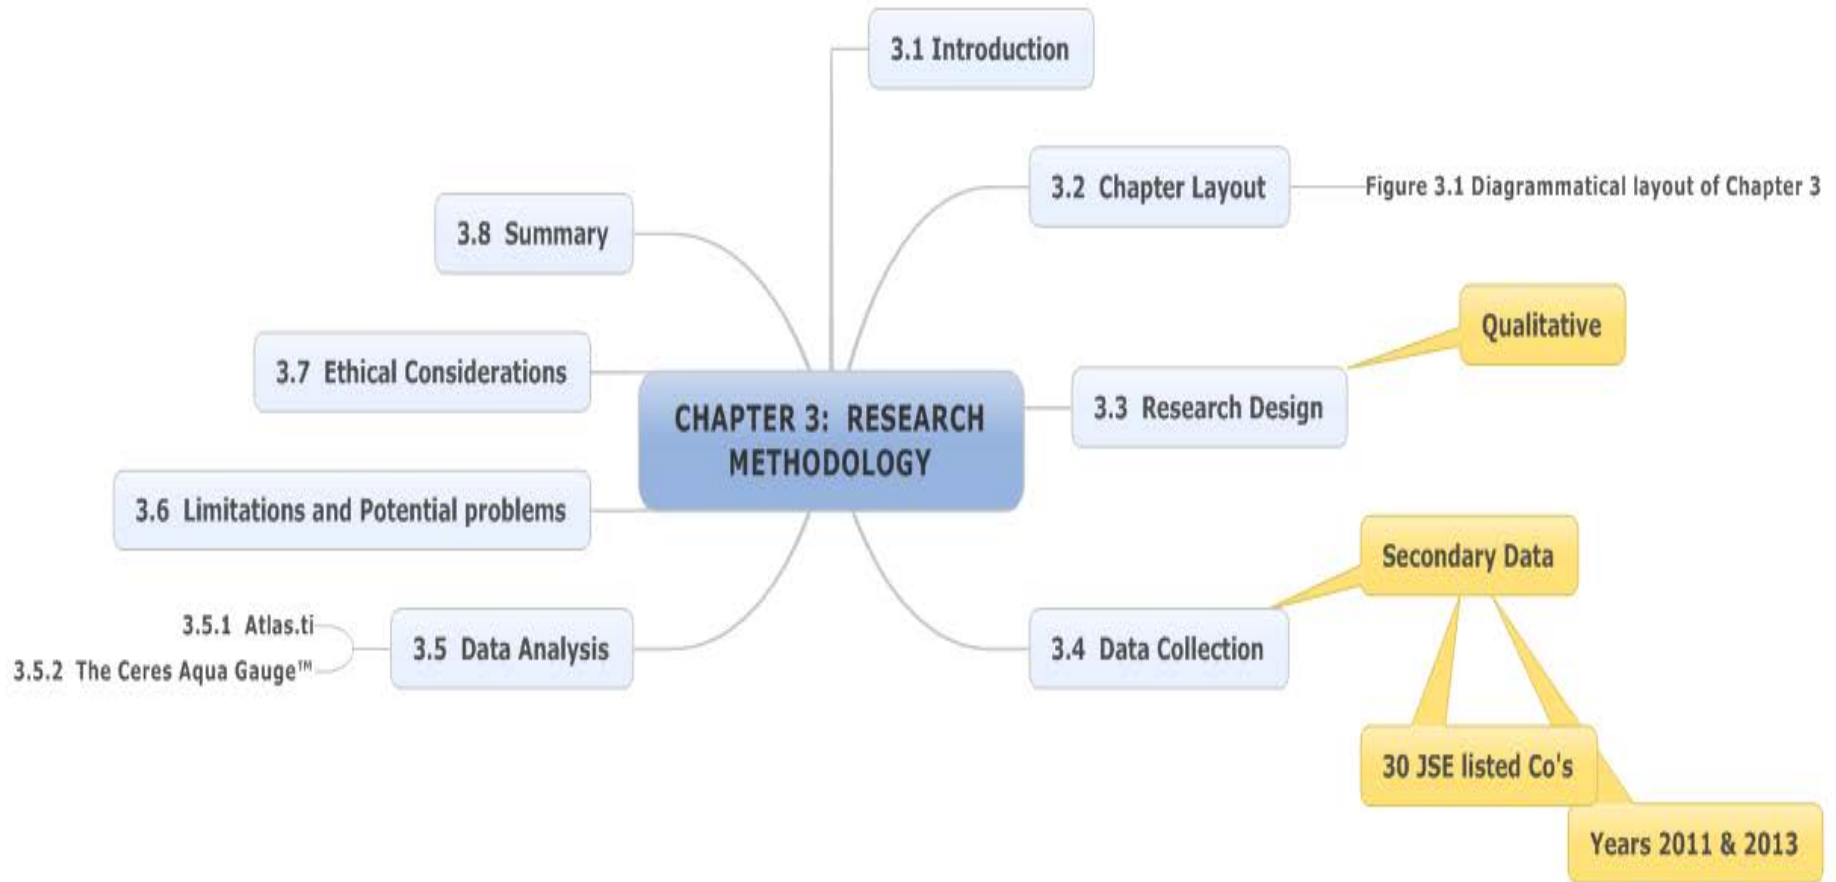 3.1 Introduction
3.2  Chapter Layout
Figure 3.1 Diagrammatical layout of Chapter 3
3.8  Summary
Qualitative
3.7  Ethical Considerations
CHAPTER 3:  RESEARCH
METHODOLOGY
3.3  Research Design
3.6  Limitations and Potential problems
Secondary Data
3.5.1  Atlas.ti
3.5.2  The Ceres Aqua Gauge™
3.5  Data Analysis
3.4  Data Collection
30 JSE listed Co's
Years 2011 & 2013